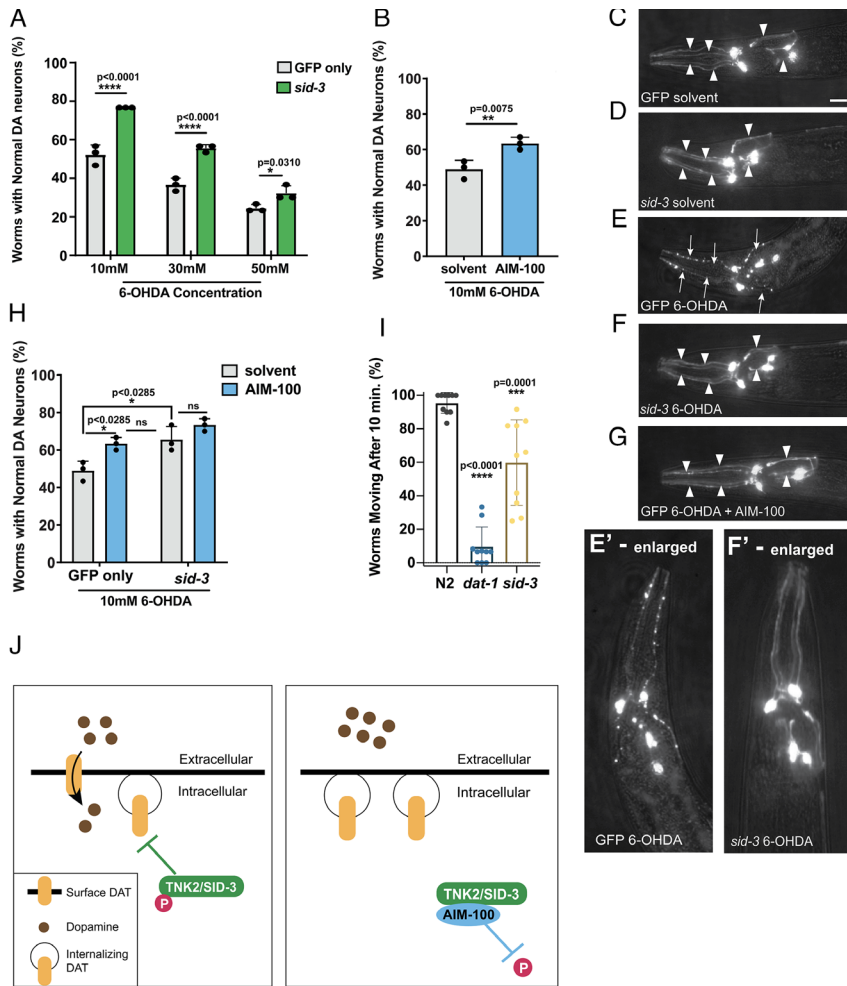 A
Worms with Normal DA neurons (%)
100
80
60
40
20
0
p<0.0001
****
p<0.0001
****
p=0.0310
*
GFP only
sid-3
10mM 30mM 50mM
6-OHDA Concentration
B
Worms with Normal DA Neurons (%)
100
80
60
40
20
0
p=0.0075
**
solvent AIM-100
10mM 6-OHDA
C
GFP solvent
D
sid-3 solvent
E
GFP 6-OHDA
F
sid-3 6-OHDA
G
GFP 6-OHDA + AIM-100
H
Worms with Normal DA Neurons (%)
100
80
60
40
20
0
solvent
AIM-100
p<0.0285
*
p<0.0285
*
ns
ns
GFP only sid-3
10mM 6-OHDA
I
Worms Moving After 10 min. (%)
100
80
60
40
20
0
p<0.0001
****
p=0.0001
***
N2 dat-1 sid-3
E' - enlarged
GFP 6-OHDA
F' - enlarged
sid-3 6-OHDA
J
Extracellular
Intracellular
TNK2/SID-3
P
Surface DAT
Dopamine
Internalizing
DAT
Extracellular
Intracellular
TNK2/SID-3
AIM-100
P